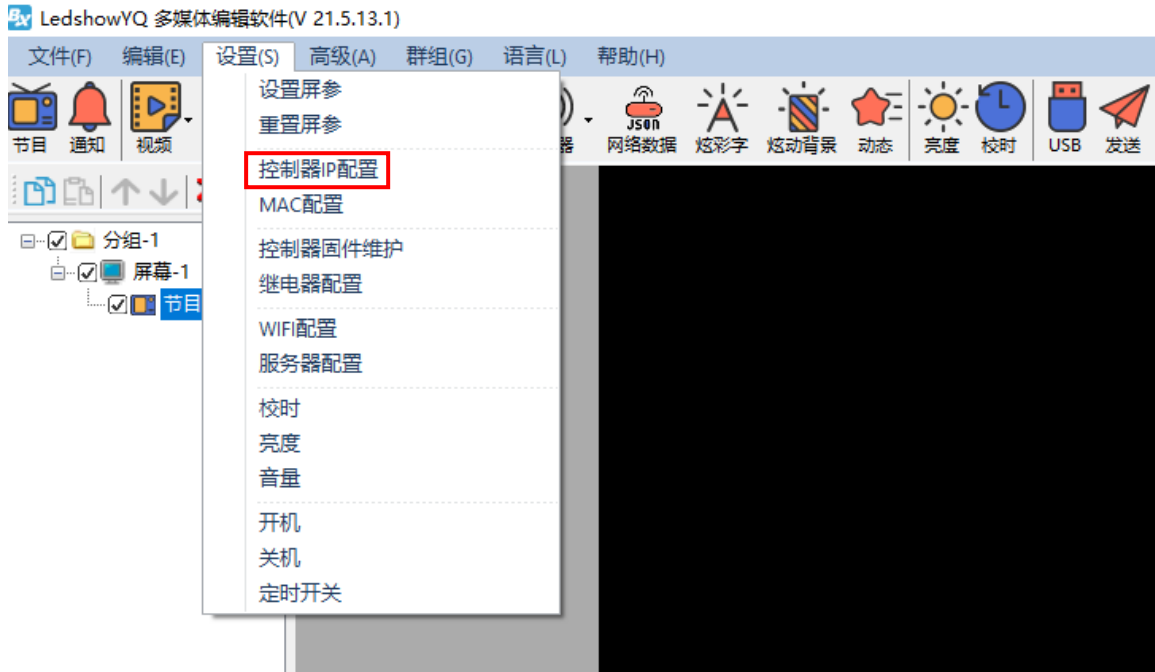 LedshowYQ 多媒体编辑软件(V 21.5.13.1)
文件(F) 编辑(E) 设置(S) 高级(A) 群组(G) 语言(L) 帮助(H)
节目 通知 视频 器 网络数据 炫彩字 炫动背景 动态 亮度 校时 USB 发送
JSON
设置屏参
重置屏参
控制器IP配置
MAC配置
控制器固件维护
继电器配置
WIFI配置
服务器配置
校时
亮度
音量
开机
关机
定时开关
分组-1
屏幕-1
节目